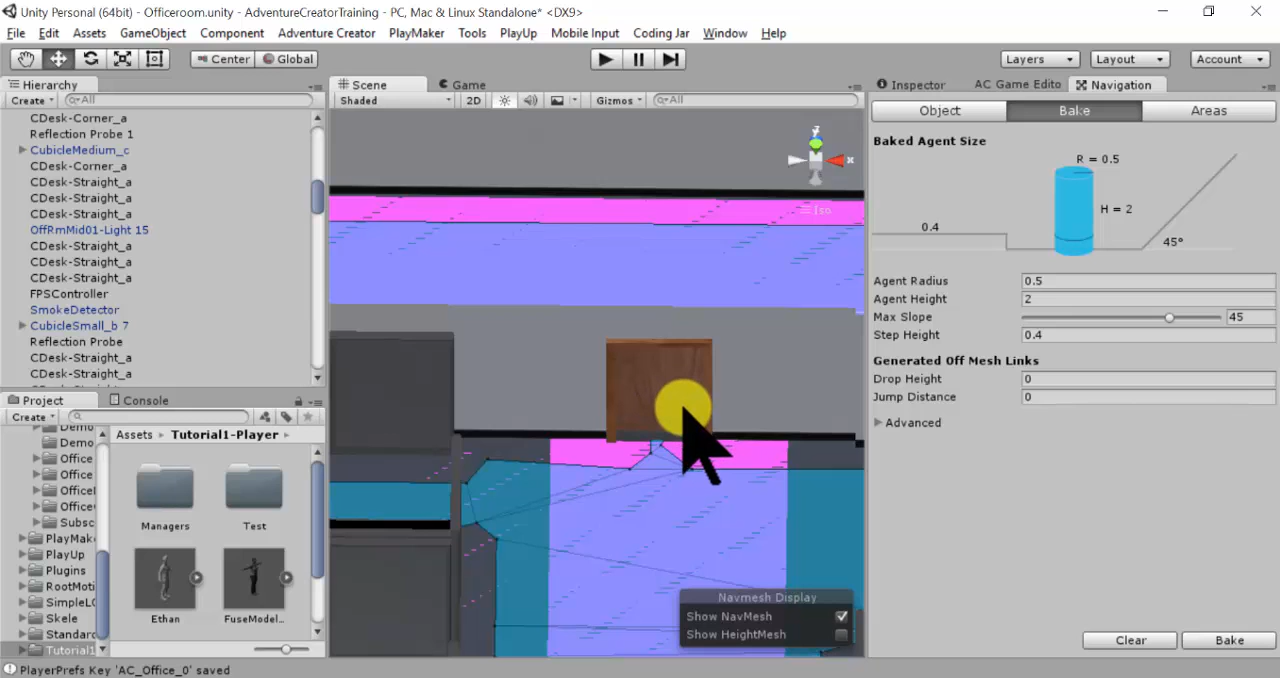 Unity Personal (64bit) - Officeroom.unity - AdventureCreatorTraining - PC, Mac & Linux Standalone* <DX9>
File Edit Assets GameObject Component Adventure Creator PlayMaker Tools PlayUp Mobile Input Coding Jar Window Help
Center Global Layers Layout Account
Hierarchy
Create All
CDesk-Corner_a
Reflection Probe 1
CubicleMedium_c
CDesk-Corner_a
CDesk-Straight_a
CDesk-Straight_a
CDesk-Straight_a
OffRmMid01-Light 15
CDesk-Straight_a
CDesk-Straight_a
CDesk-Straight_a
FPSController
SmokeDetector
CubicleSmall_b 7
Reflection Probe
CDesk-Straight_a
CDesk-Straight_a
CDesk-Straight_a
Project Console
Create
Demo
Demo
Office
Office
OfficeI
Office
Subsc
PlayMak
PlayUp
Plugins
RootMoti
SimpleLO
Skele
Standar
Tutorial1
Assets Tutorial1-Player
Managers Test
Ethan FuseModel...
Scene Game
Shaded 2D Gizmos All
y
x
Iso
Navmesh Display
Show NavMesh
Show HeightMesh
Inspector AC Game Edito Navigation
Object Bake Areas
Baked Agent Size
R = 0.5
H = 2
0.4
45°
Agent Radius 0.5
Agent Height 2
Max Slope 45
Step Height 0.4
Generated Off Mesh Links
Drop Height 0
Jump Distance 0
Advanced
Clear Bake
PlayerPrefs Key 'AC_Office_0' saved